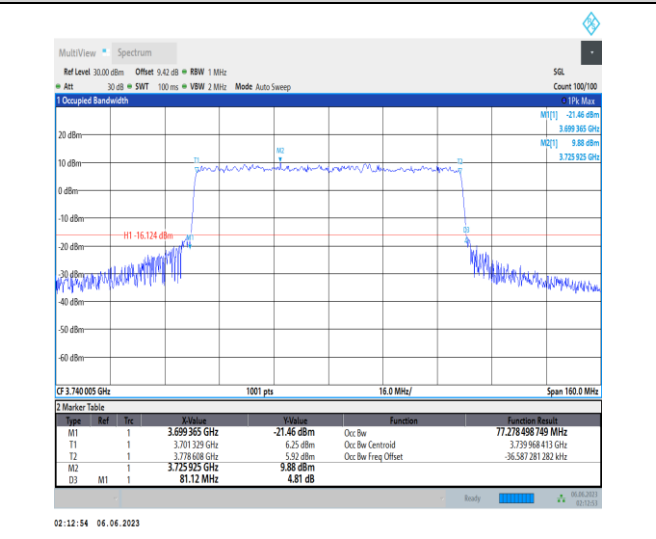 MultiView Spectrum
Ref Level 30.00 dBm Offset 9.42 dB RBW 1 MHz SGL
Att 30 dB SWT 100 ms VBW 2 MHz Mode Auto Sweep Count 100/100
1 Occupied Bandwidth 1Pk Max
M1[1] -21.46 dBm
3.699 365 GHz
M2[1] 9.88 dBm
3.725 925 GHz
20 dBm
M2
T1
T2
10 dBm
0 dBm
-10 dBm
H1 -16.124 dBm
M1
D3
-20 dBm
-30 dBm
-40 dBm
-50 dBm
-60 dBm
CF 3.740 005 GHz 1001 pts 16.0 MHz/ Span 160.0 MHz
2 Marker Table
Type Ref Trc X-Value Y-Value Function Function Result
M1 1 3.699 365 GHz -21.46 dBm Occ Bw 77.278 498 749 MHz
T1 1 3.701 329 GHz 6.25 dBm Occ Bw Centroid 3.739 968 413 GHz
T2 1 3.778 608 GHz 5.92 dBm Occ Bw Freq Offset -36.587 281 282 kHz
M2 1 3.725 925 GHz 9.88 dBm
D3 M1 1 81.12 MHz 4.81 dB
Ready 06.06.2023
02:12:53
02:12:54 06.06.2023